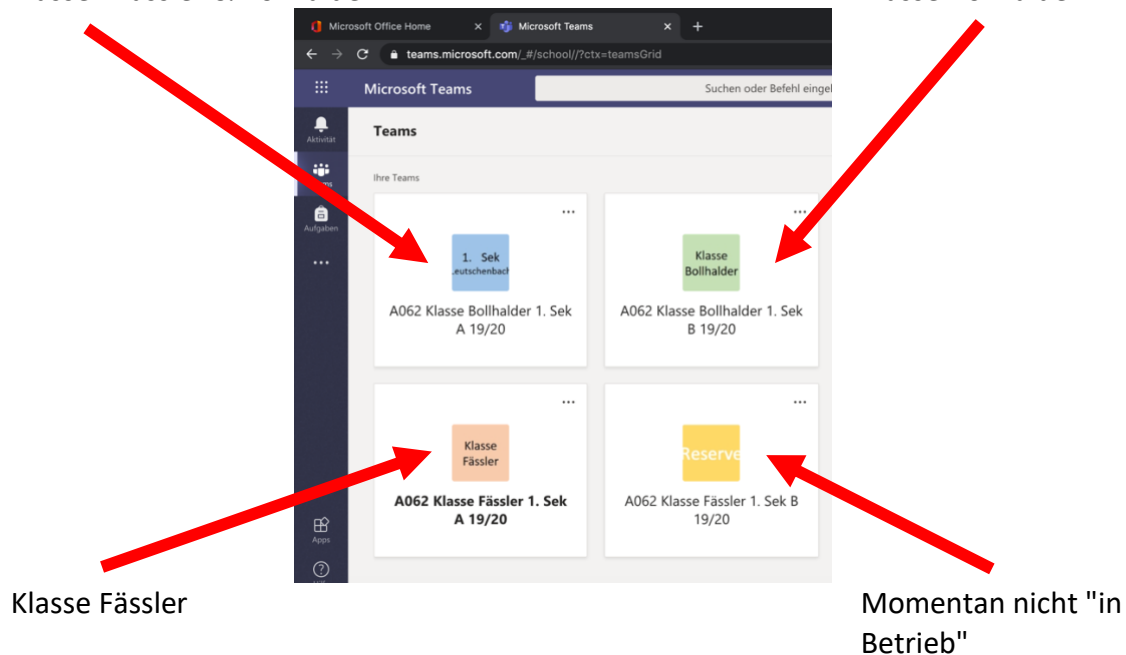 Microsoft Office Home
Microsoft Teams
teams.microsoft.com/_#/school//?ctx=teamsGrid
Microsoft Teams
Suchen oder Befehl
Aktivität
Teams
Ihre Teams
Aufgaben
1. Sek
Klasse
Bollhalder
A062 Klasse Bollhalder 1. Sek
A 19/20
A062 Klasse Bollhalder 1. Sek
B 19/20
Klasse
Fässler
Reserve
A062 Klasse Fässler 1. Sek
A 19/20
A062 Klasse Fässler 1. Sek B
19/20
Apps
Klasse Fässler
Momentan nicht "in
Betrieb"